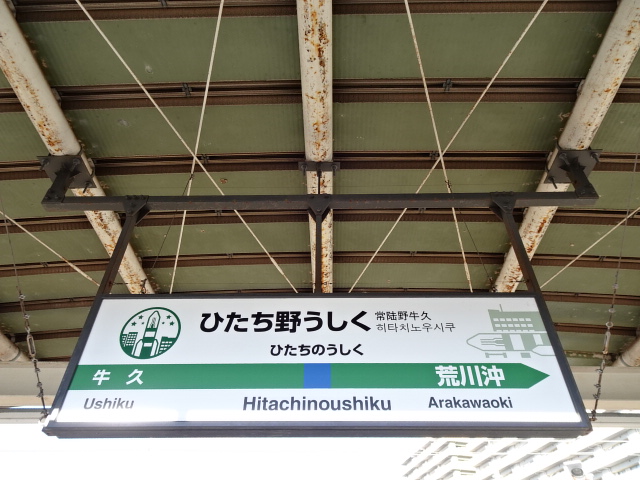 ひたち野うしく
常陆野牛久
히타치노우시쿠
ひたちのうしく
牛久
荒川沖
Ushiku
Hitachinoushiku
Arakawaoki